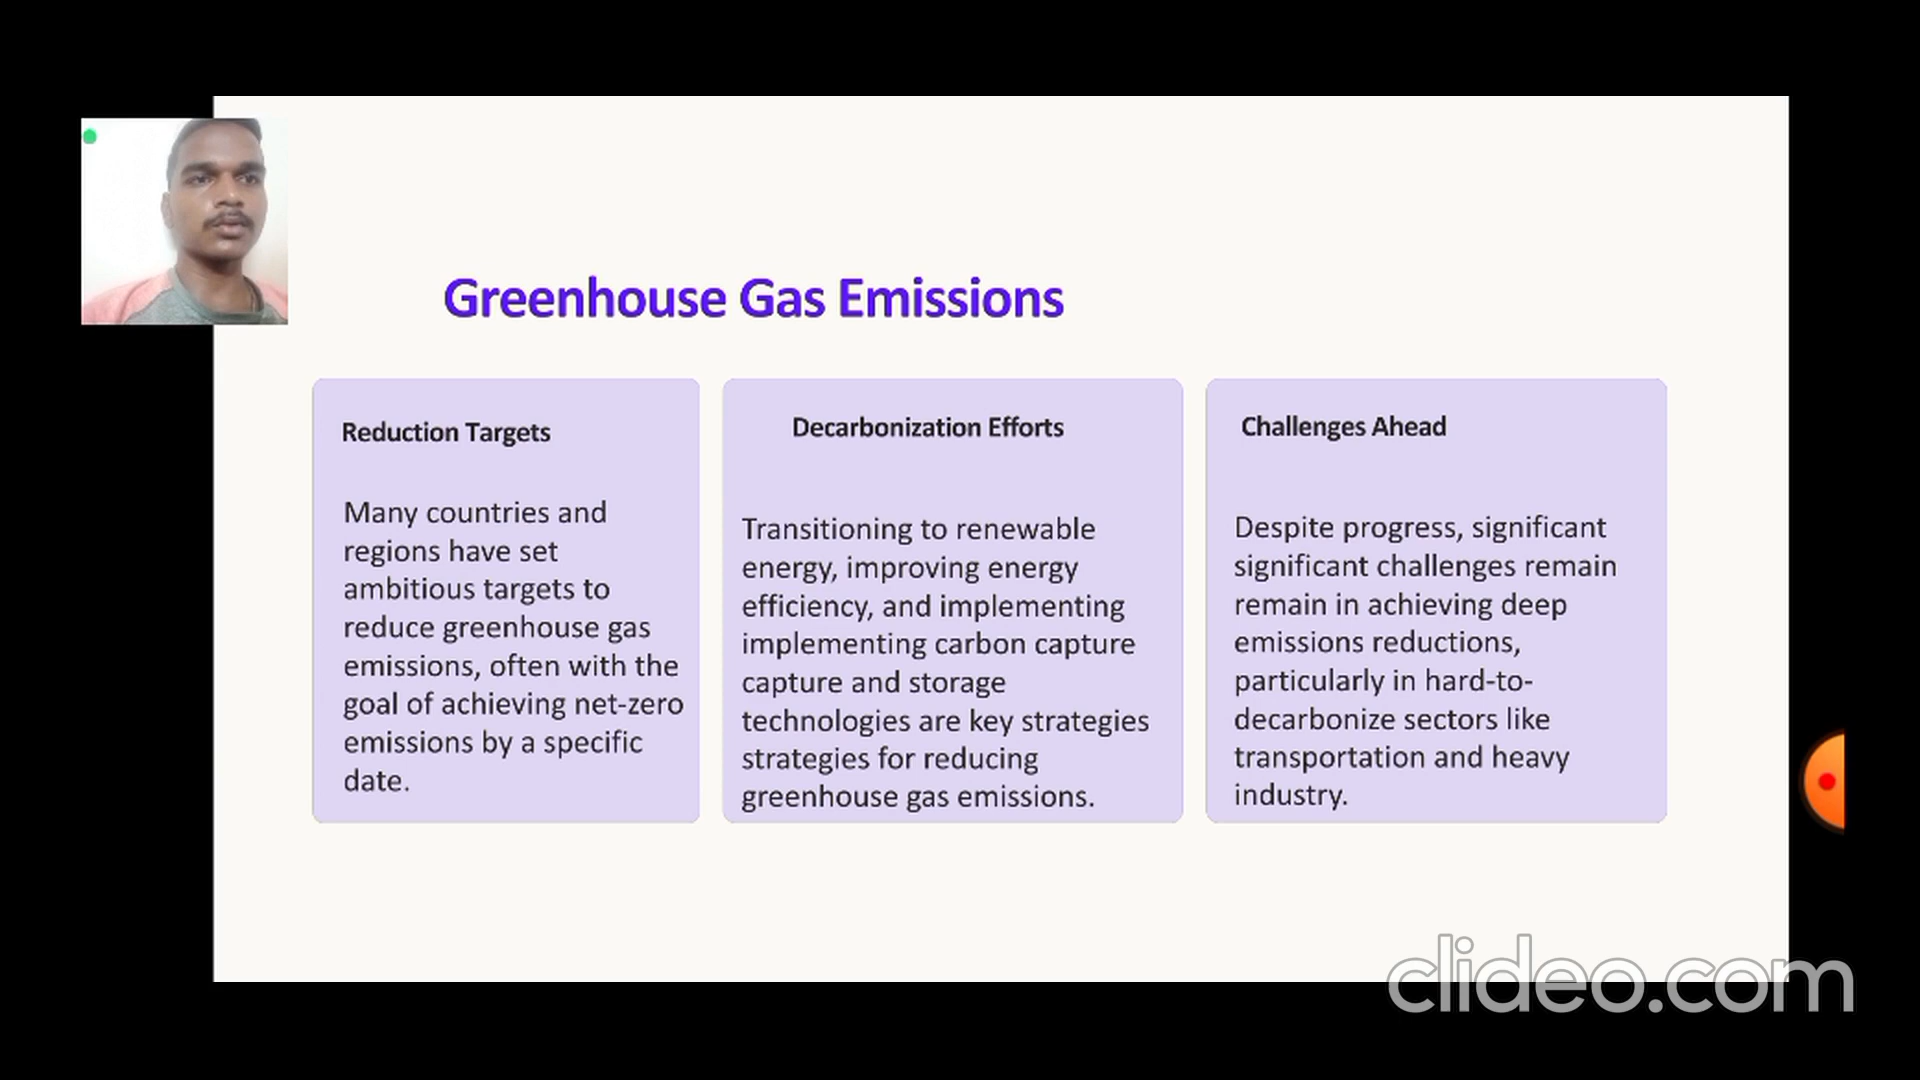 Greenhouse Gas Emissions
Reduction Targets
Many countries and
regions have set
ambitious targets to
reduce greenhouse gas
emissions, often with the
goal of achieving net-zero
emissions by a specific
date.
Decarbonization Efforts
Transitioning to renewable
energy, improving energy
efficiency, and implementing
implementing carbon capture
capture and storage
technologies are key strategies
strategies for reducing
greenhouse gas emissions.
Challenges Ahead
Despite progress, significant
significant challenges remain
remain in achieving deep
emissions reductions,
particularly in hard-to-
decarbonize sectors like
transportation and heavy
industry.
clideo.com